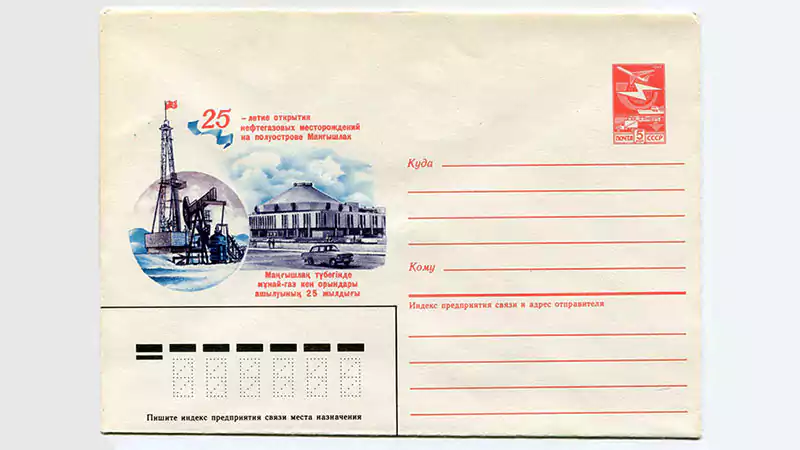 25 -летие открытия
нефтегазовых месторождений
на полуострове Мангышлак
Маңғышлақ түбегінде
мұнай-газ кен орындары
ашылуының 25 жылдығы
ПОЧТА 5 СССР
Куда
Кому
Индекс предприятия связи и адрес отправителя
Пишите индекс предприятия связи места назначения